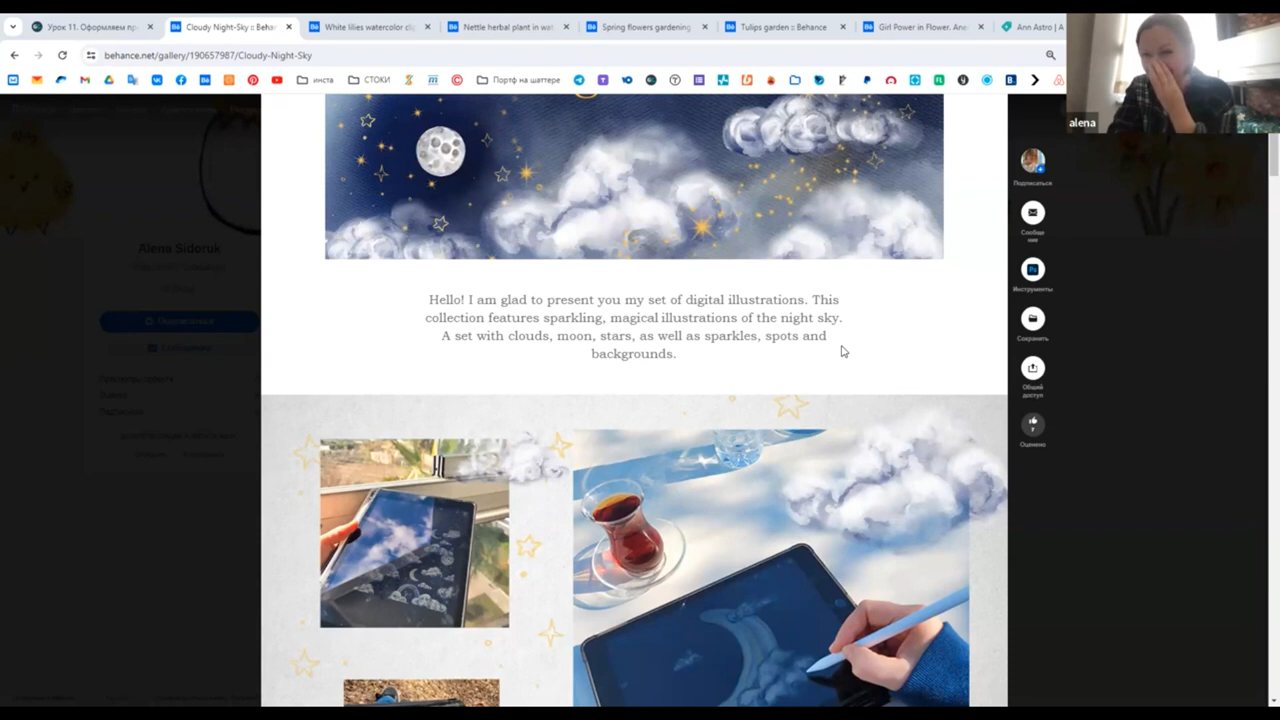 Урок 11. Оформляем пр
Cloudy Night-Sky :: Behan
White lilies watercolor cli
Nettle herbal plant in wat
Spring flowers gardening
Tulips garden :: Behance
Girl Power in Flower. Ane
Ann Astro | A
behance.net/gallery/190657987/Cloudy-Night-Sky
инста
СТОКИ
Портф на шаттере
alena
Подписаться
Сообще
ние
Инструменты
Сохранить
Общий
доступ
Оценено
Alena Sidoruk
Hello! I am glad to present you my set of digital illustrations. This
collection features sparkling, magical illustrations of the night sky.
A set with clouds, moon, stars, as well as sparkles, spots and
backgrounds.